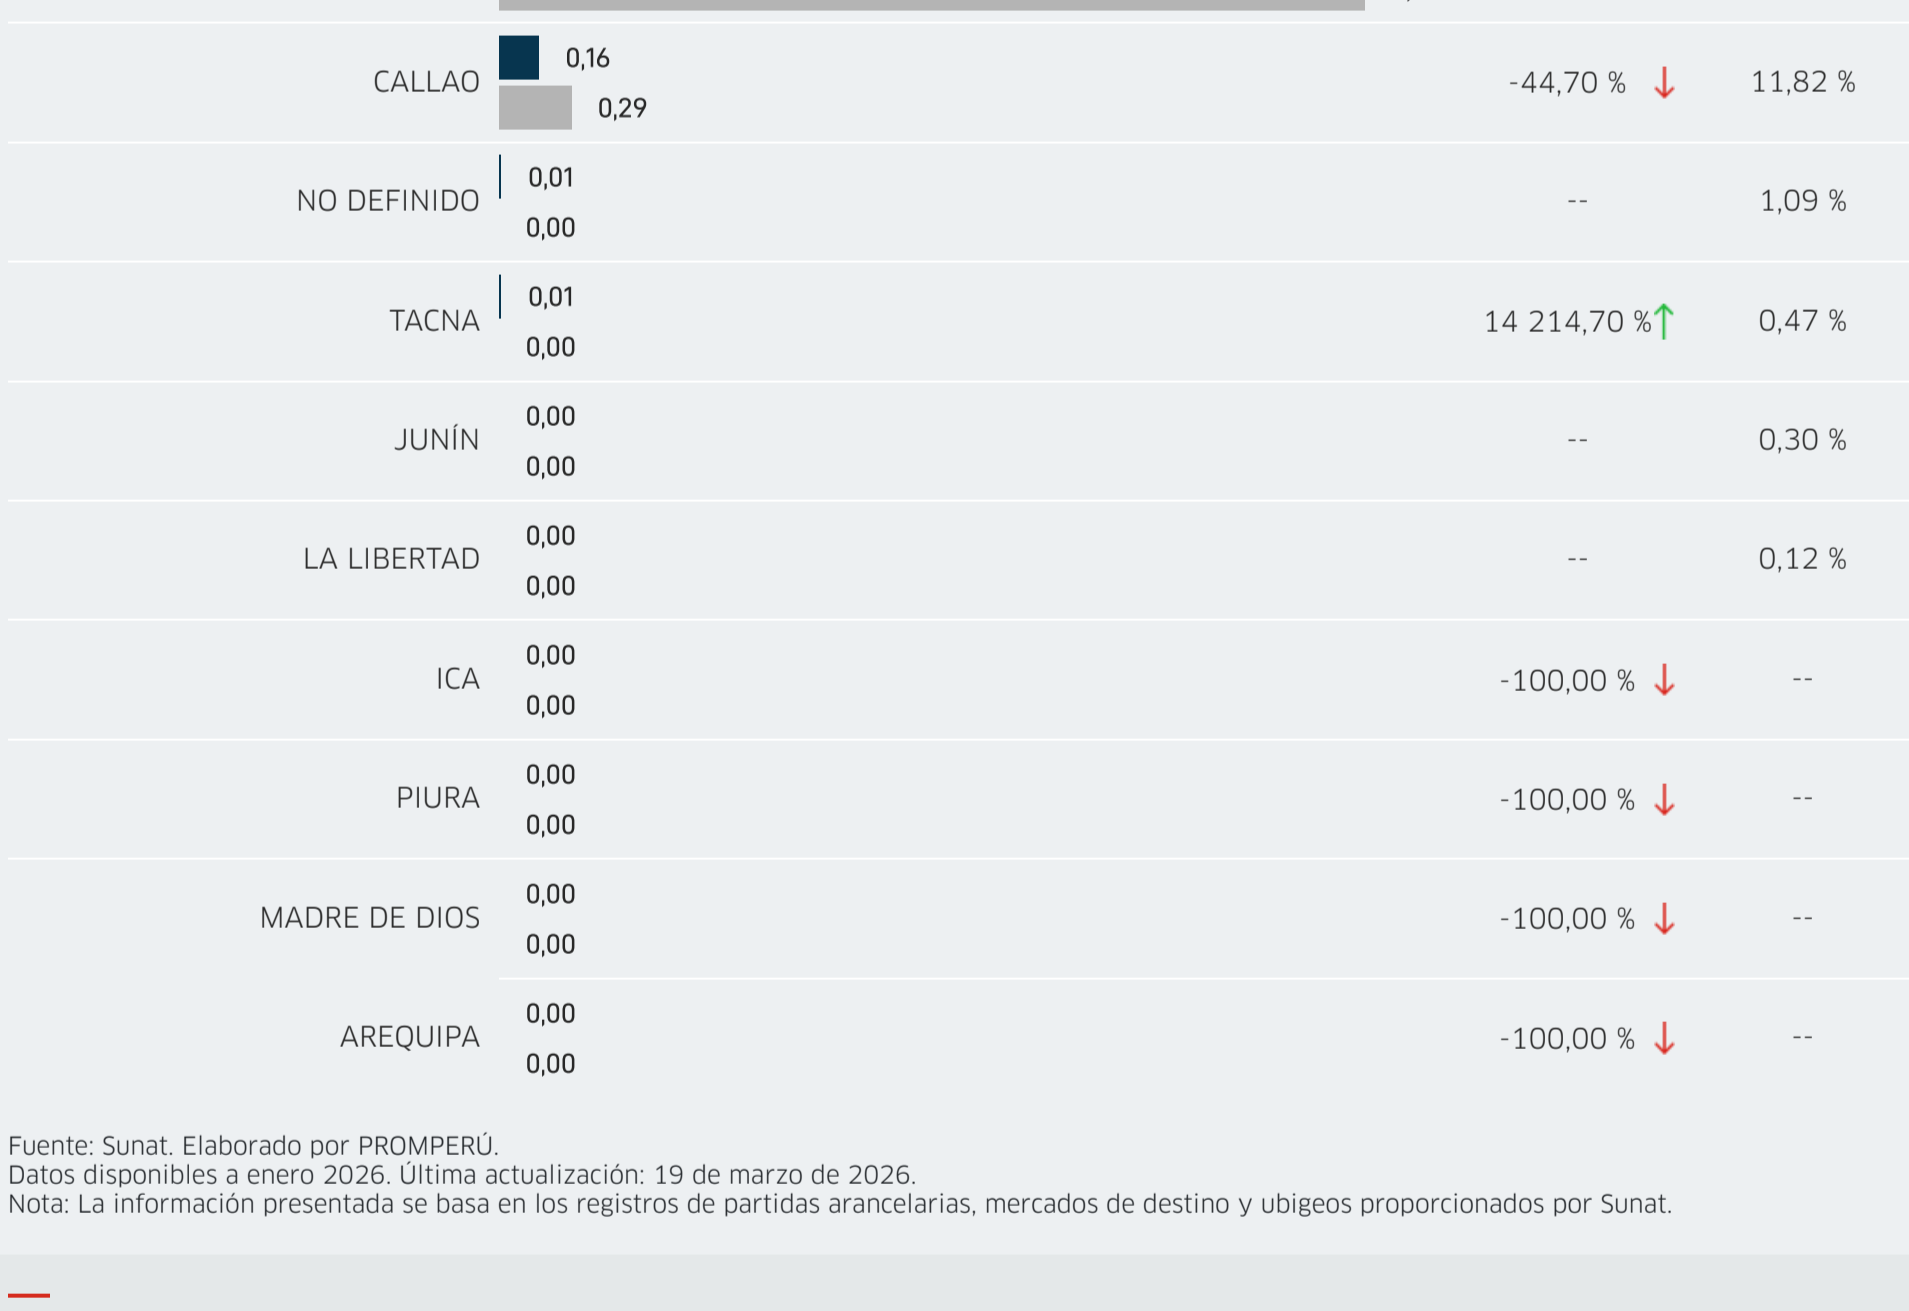 0,16
CALLAO
-44,70 %
11,82 %
0,29
0,01
NO DEFINIDO
--
1,09 %
0,00
0,01
TACNA
14 214,70 %
0,47 %
0,00
0,00
JUNÍN
--
0,30 %
0,00
0,00
LA LIBERTAD
--
0,12 %
0,00
0,00
ICA
-100,00 %
--
0,00
0,00
PIURA
-100,00 %
--
0,00
0,00
MADRE DE DIOS
-100,00 %
--
0,00
0,00
AREQUIPA
-100,00 %
--
0,00
Fuente: Sunat. Elaborado por PROMPERÚ.
Datos disponibles a enero 2026. Última actualización: 19 de marzo de 2026.
Nota: La información presentada se basa en los registros de partidas arancelarias, mercados de destino y ubigeos proporcionados por Sunat.